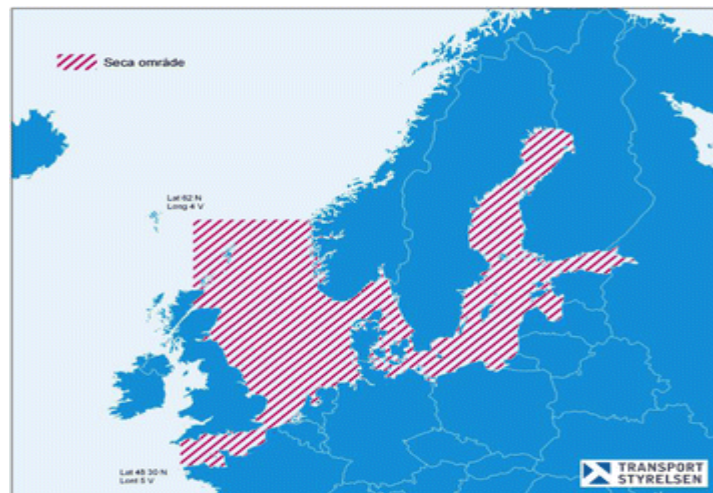 Seca område
Lat 62 N
Long 4 V
Lat 48 30 N
Lont 5 V
TRANSPORT
STYRELSEN